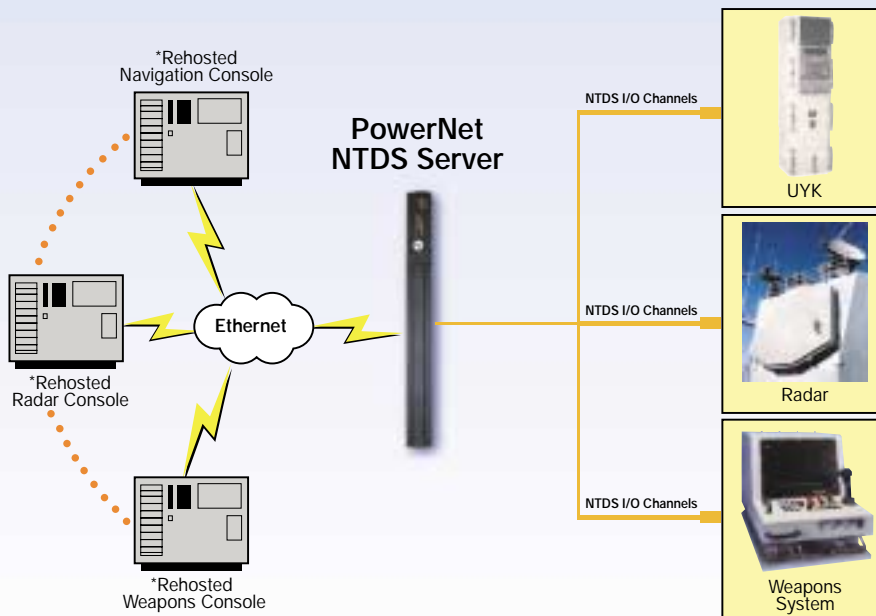 *Rehosted
Navigation Console
PowerNet
NTDS Server
NTDS I/O Channels
UYK
*Rehosted
Radar Console
Ethernet
NTDS I/O Channels
Radar
*Rehosted
Weapons Console
NTDS I/O Channels
Weapons
System